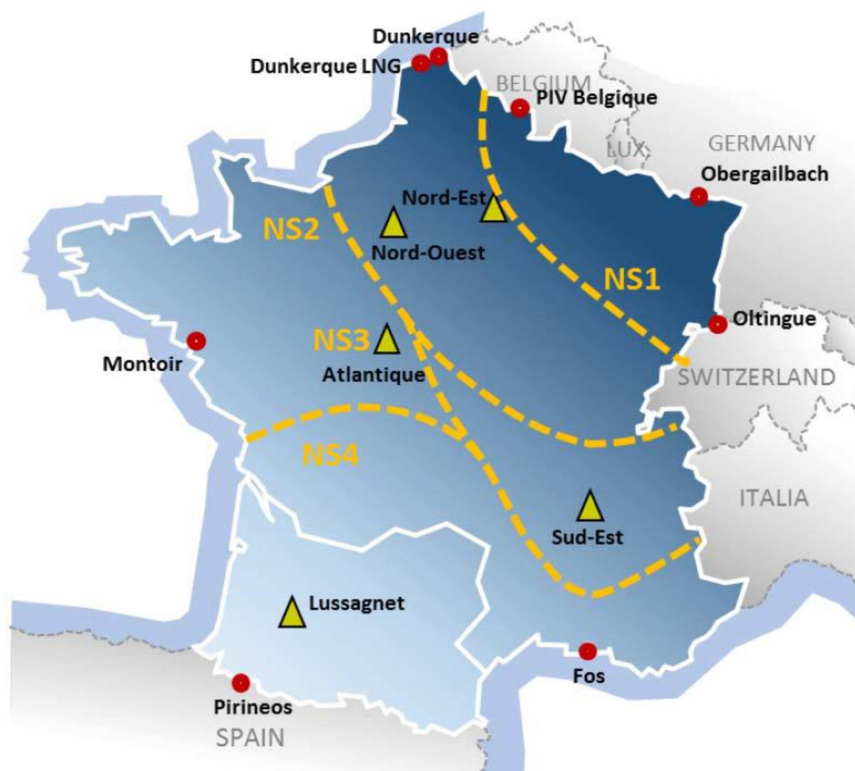 Dunkerque
Dunkerque LNG
BELGIUM
PIV Belgique
LUX
GERMANY
Obergailbach
Nord-Est
NS2
Nord-Ouest
NS1
Oltingue
NS3
Montoir
Atlantique
SWITZERLAND
NS4
ITALIA
Sud-Est
Lussagnet
Fos
Pirineos
SPAIN